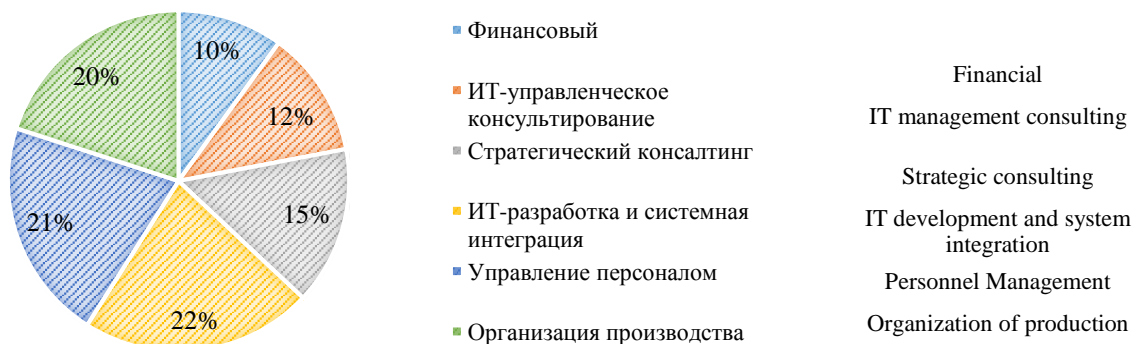 10%
12%
15%
22%
21%
20%
Финансовый
ИТ-управленческое
консультирование
Стратегический консалтинг
ИТ-разработка и системная
интеграция
Управление персоналом
Организация производства
Financial
IT management consulting
Strategic consulting
IT development and system
integration
Personnel Management
Organization of production